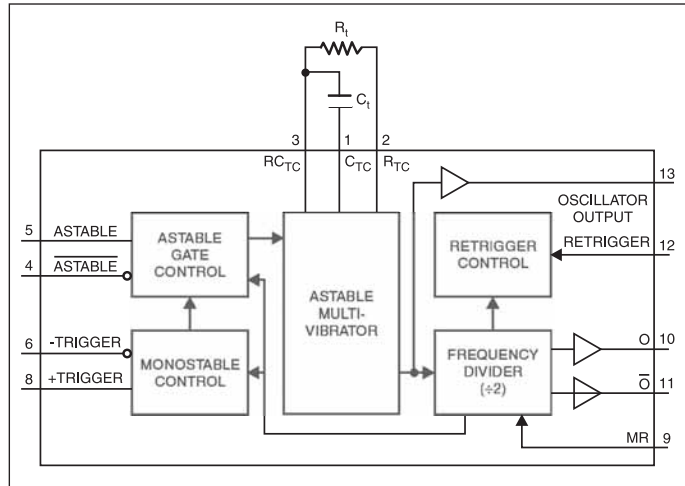 Rt
Ct
3 1 2
RCTC CTC RTC
13
OSCILLATOR
OUTPUT
5 ASTABLE
4 ASTABLE
ASTABLE
GATE
CONTROL
RETRIGGER
CONTROL
RETRIGGER 12
ASTABLE
MULTI-
VIBRATOR
6 -TRIGGER
8 +TRIGGER
MONOSTABLE
CONTROL
FREQUENCY
DIVIDER
(÷2)
O 10
O̅ 11
MR 9